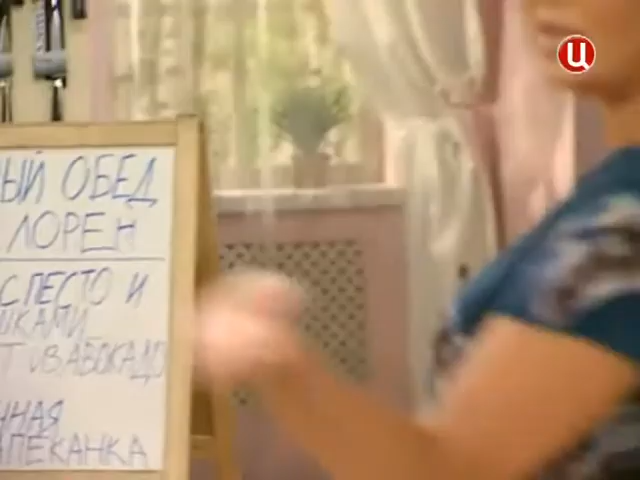 ЫЙ ОБЕД
ЛОРЕН
С ПЕСТО И
ШКАМИ
Т ИЗ АВОКАДО
ННАЯ
АПЕКАНКА
Ц